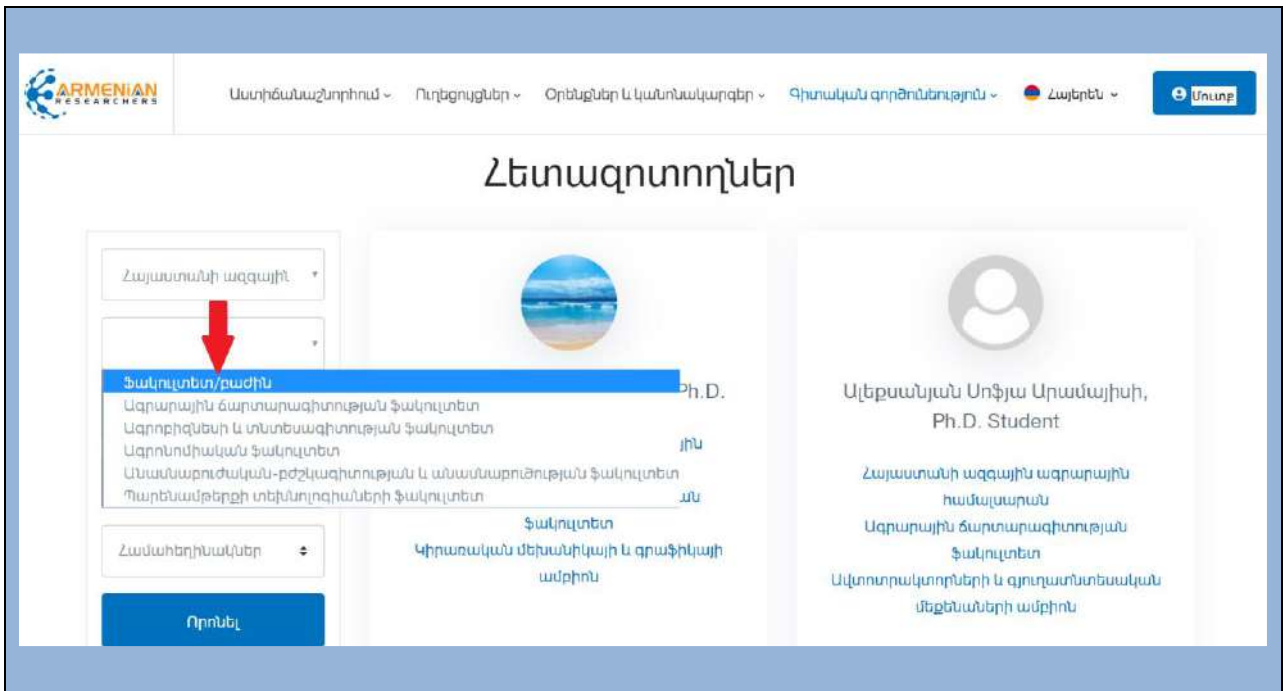 ARMENIAN
RESEARCHERS
Աստիճանաշնորհում
Ուղեցույցներ
Օրենքներ և կանոնակարգեր
Գիտական գործունեություն
Հայերեն
Մուտք
Հետազոտողներ
Հայաստանի ազգային
Ֆակուլտետ/բաժին
Ագրարային ճարտարագիտության ֆակուլտետ
Ագրոբիզնեսի և տնտեսագիտության ֆակուլտետ
Ագրոնոմիական ֆակուլտետ
Անասնաբուժական-բժշկագիտության և անասնաբուծության ֆակուլտետ
Պարենամթերքի տեխնոլոգիաների ֆակուլտետ
Համահեղինակներ
Որոնել
Ph.D.
ֆակուլտետ
Կիրառական մեխանիկայի և գրաֆիկայի
ամբիոն
Ալեքսանյան Սոֆյա Արամայիսի,
Ph.D. Student
Հայաստանի ազգային ագրարային
համալսարան
Ագրարային ճարտարագիտության
ֆակուլտետ
Ավտոտրակտորների և գյուղատնտեսական
մեքենաների ամբիոն